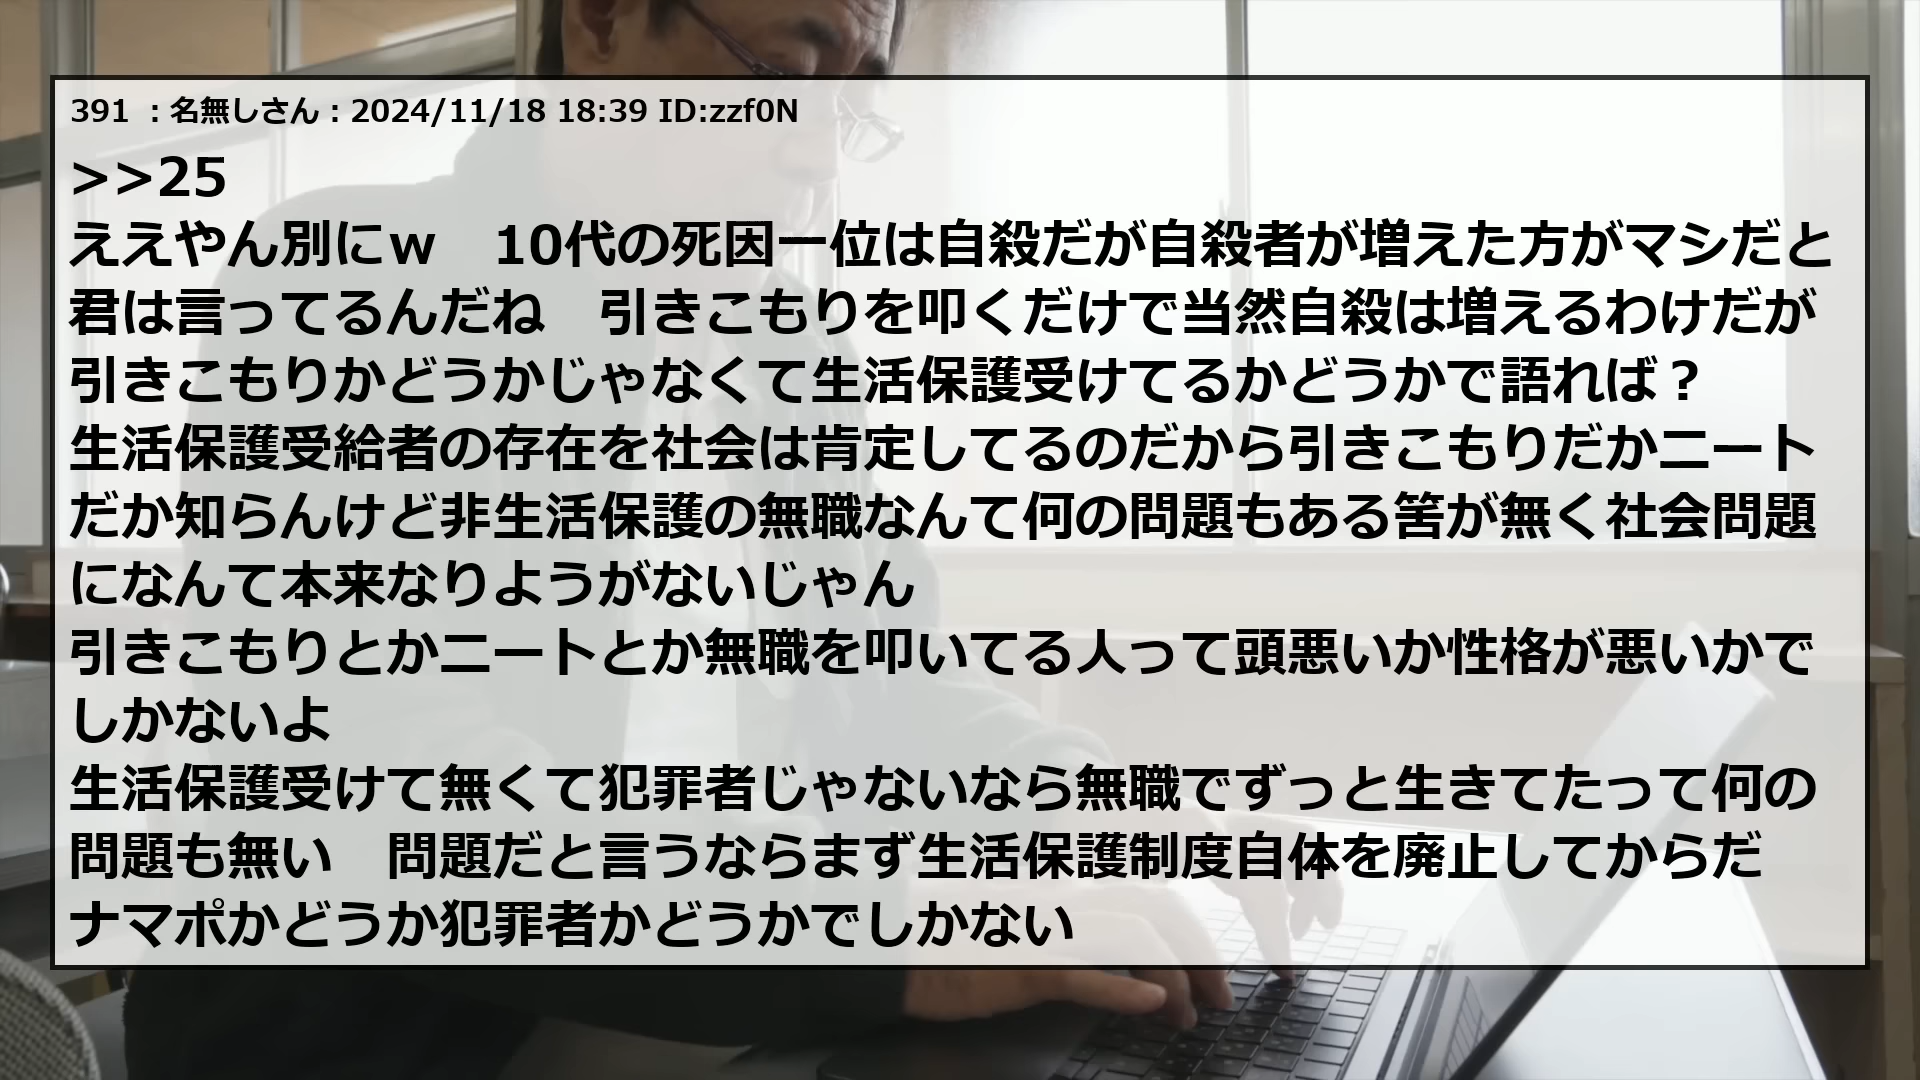 391 ：名無しさん：2024/11/18 18:39 ID:zzf0N
>>25
ええやん別にｗ　10代の死因一位は自殺だが自殺者が増えた方がマシだと
君は言ってるんだね　引きこもりを叩くだけで当然自殺は増えるわけだが
引きこもりかどうかじゃなくて生活保護受けてるかどうかで語れば？
生活保護受給者の存在を社会は肯定してるのだから引きこもりだかニート
だか知らんけど非生活保護の無職なんて何の問題もある筈が無く社会問題
になんて本来なりようがないじゃん
引きこもりとかニートとか無職を叩いてる人って頭悪いか性格が悪いかで
しかないよ
生活保護受けて無くて犯罪者じゃないなら無職でずっと生きてたって何の
問題も無い　問題だと言うならまず生活保護制度自体を廃止してからだ
ナマポかどうか犯罪者かどうかでしかない